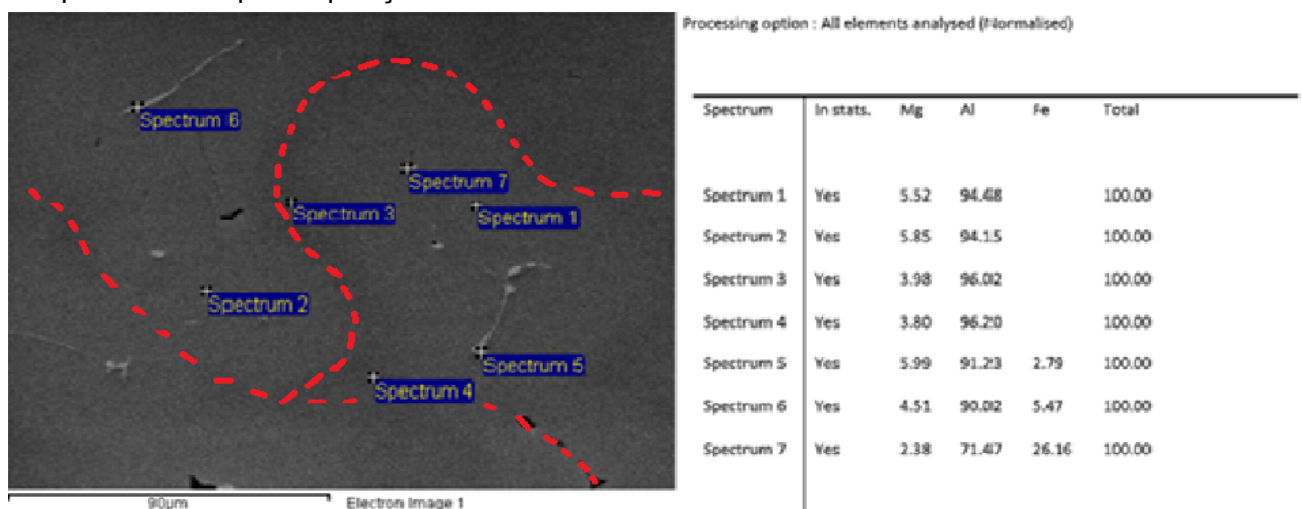 Processing option : All elements analysed (Normalised)
Spectrum 6
Spectrum 7
Spectrum 3
Spectrum 1
Spectrum 2
Spectrum 5
Spectrum 4
90μm Electron Image 1
Spectrum In stats. Mg Al Fe Total
Spectrum 1 Yes 5.52 94.48 100.00
Spectrum 2 Yes 5.85 94.15 100.00
Spectrum 3 Yes 3.98 96.02 100.00
Spectrum 4 Yes 3.80 96.20 100.00
Spectrum 5 Yes 5.99 91.23 2.79 100.00
Spectrum 6 Yes 4.51 90.02 5.47 100.00
Spectrum 7 Yes 2.38 71.47 26.16 100.00